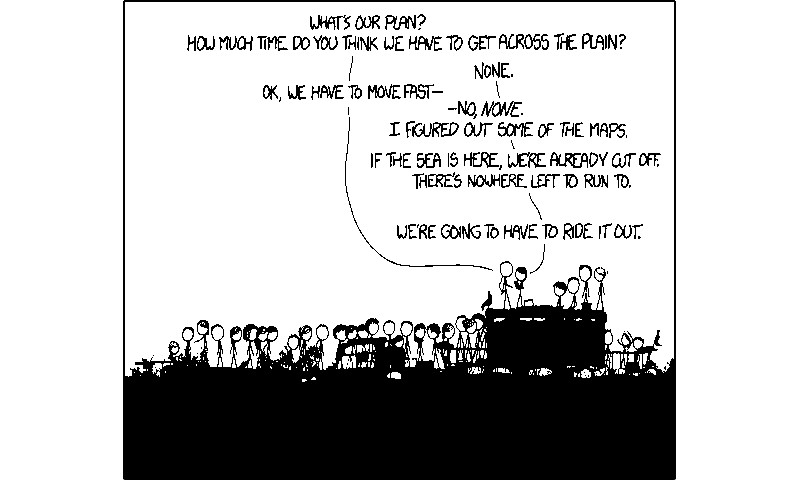 WHAT'S OUR PLAN?
HOW MUCH TIME DO YOU THINK WE HAVE TO GET ACROSS THE PLAIN?
NONE.
OK, WE HAVE TO MOVE FAST—
—NO, NONE.
I FIGURED OUT SOME OF THE MAPS.
IF THE SEA IS HERE, WE'RE ALREADY CUT OFF.
THERE'S NOWHERE LEFT TO RUN TO.
WE'RE GOING TO HAVE TO RIDE IT OUT.